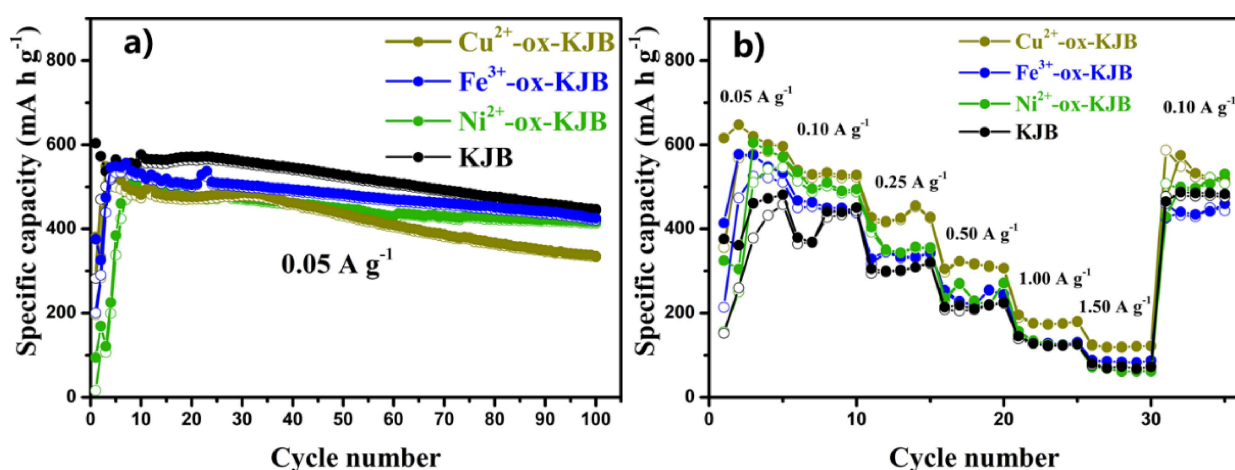 a)
Cu²⁺-ox-KJB
Fe³⁺-ox-KJB
Ni²⁺-ox-KJB
KJB
0.05 A g⁻¹
Specific capacity (mA h g⁻¹)
800
600
400
200
0
0 10 20 30 40 50 60 70 80 90 100
Cycle number
b)
Cu²⁺-ox-KJB
Fe³⁺-ox-KJB
Ni²⁺-ox-KJB
KJB
0.05 A g⁻¹
0.10 A g⁻¹
0.25 A g⁻¹
0.50 A g⁻¹
1.00 A g⁻¹
1.50 A g⁻¹
0.10 A g⁻¹
Specific capacity (mA h g⁻¹)
800
600
400
200
0
0 10 20 30
Cycle number